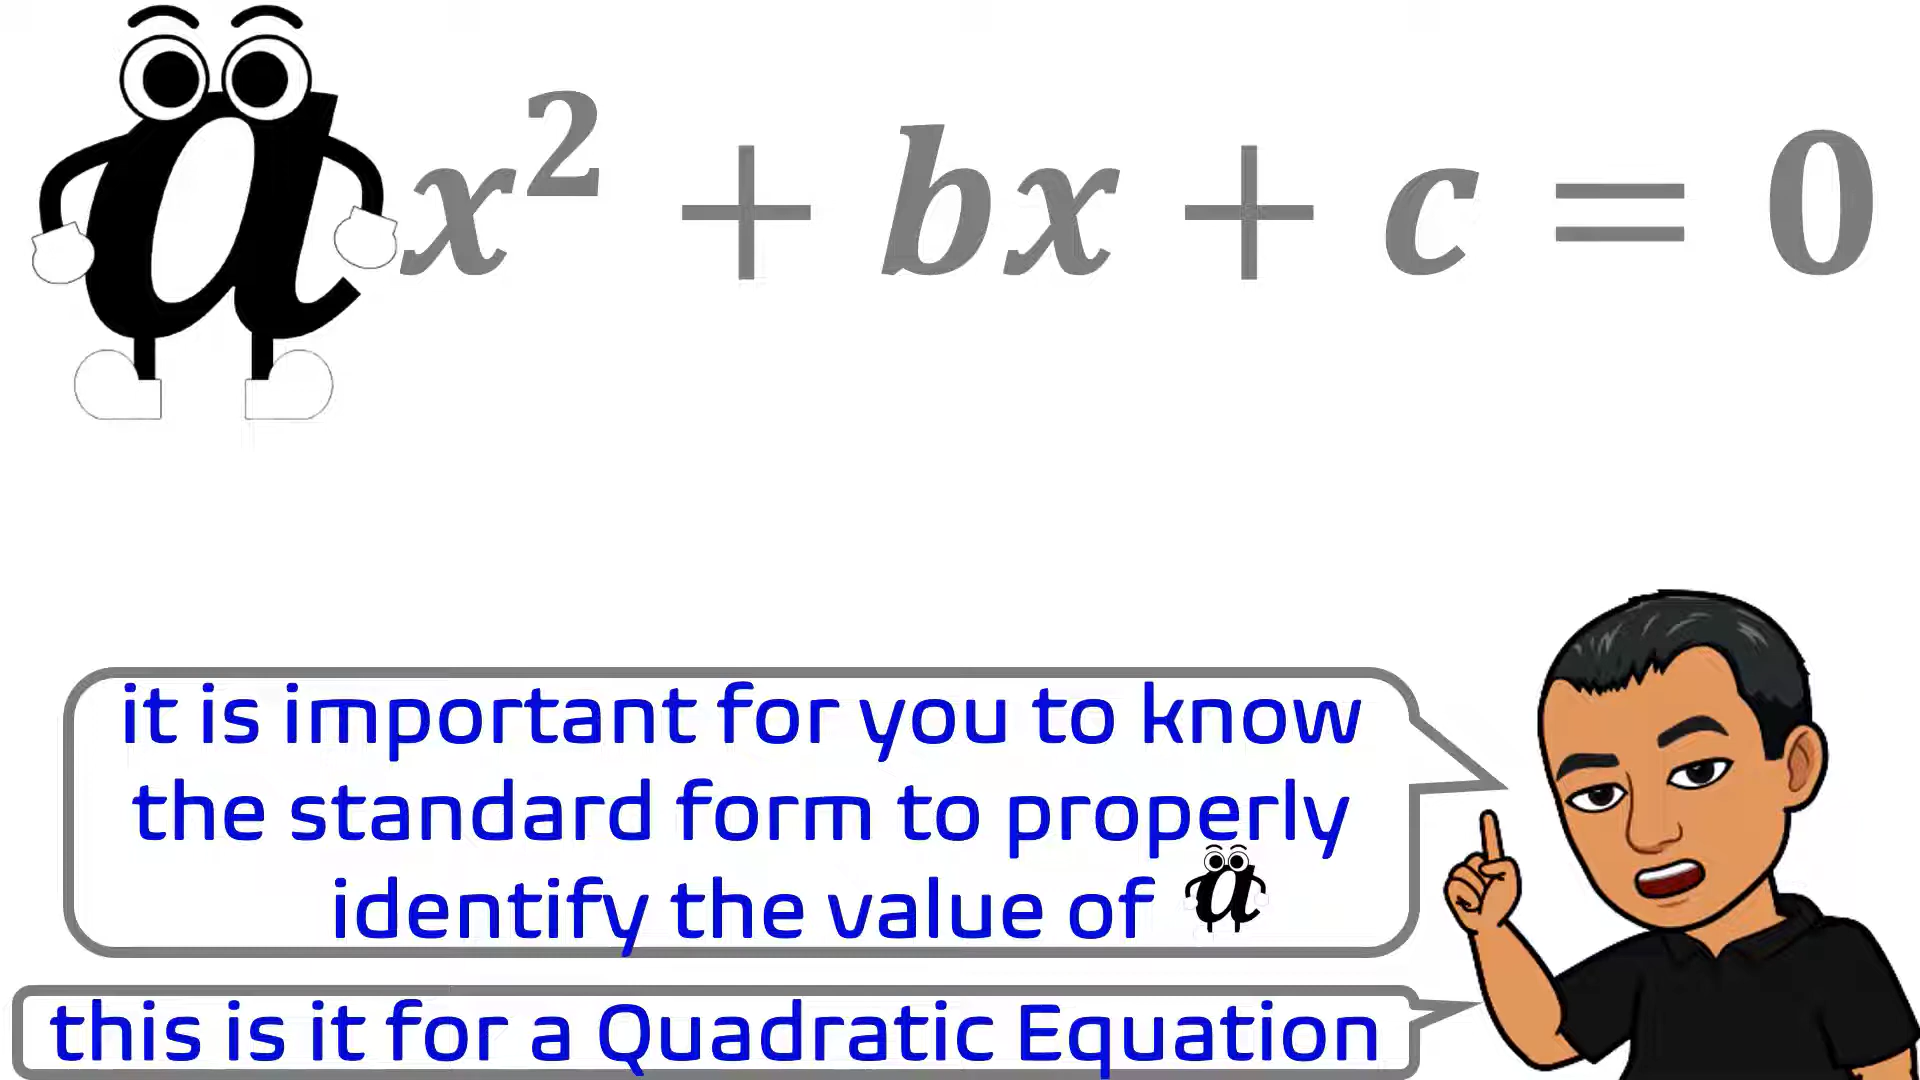 ax² + bx + c = 0
it is important for you to know
the standard form to properly
identify the value of a
this is it for a Quadratic Equation